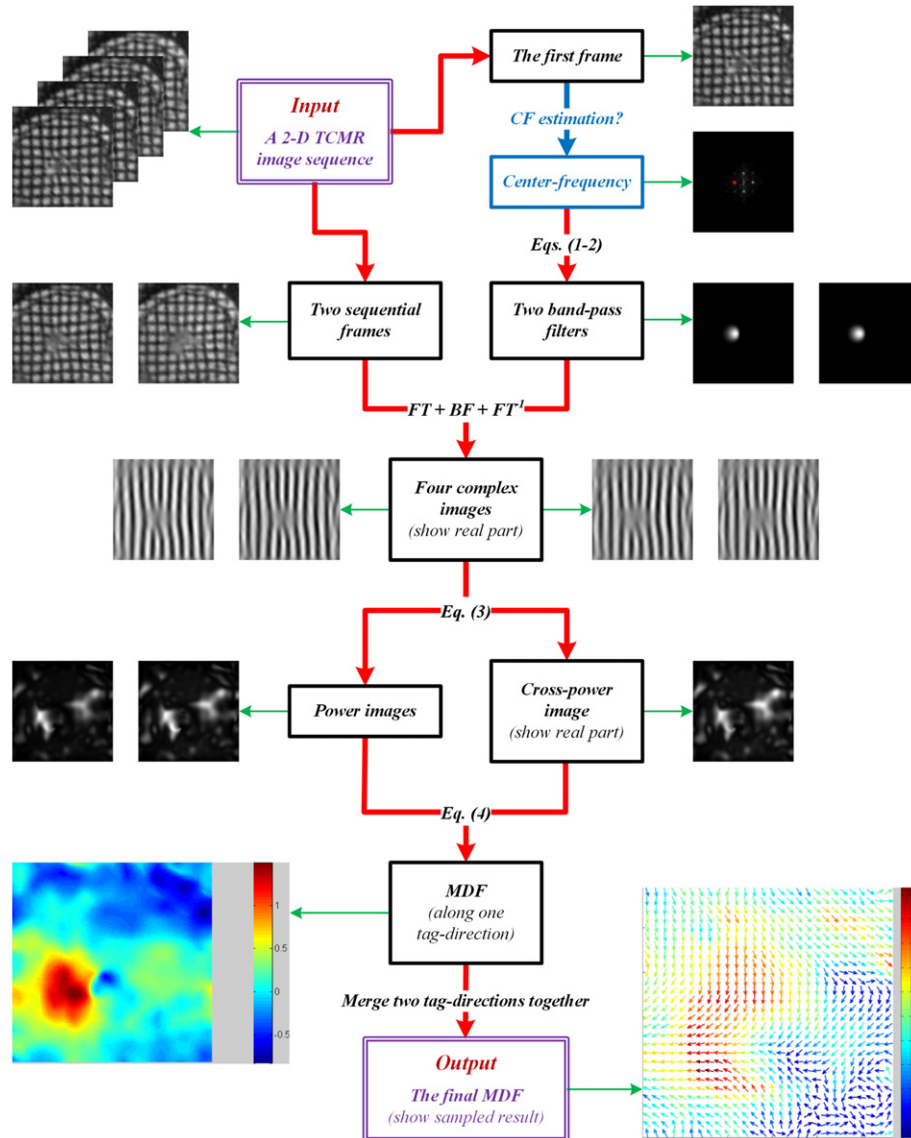 The first frame
Input
A 2-D TCMR
image sequence
CF estimation?
Center-frequency
Eqs. (1-2)
Two sequential
frames
Two band-pass
filters
FT + BF + FT-1
Four complex
images
(show real part)
Eq. (3)
Power images
Cross-power
image
(show real part)
Eq. (4)
MDF
(along one
tag-direction)
1
0.5
0
-0.5
Merge two tag-directions together
Output
The final MDF
(show sampled result)